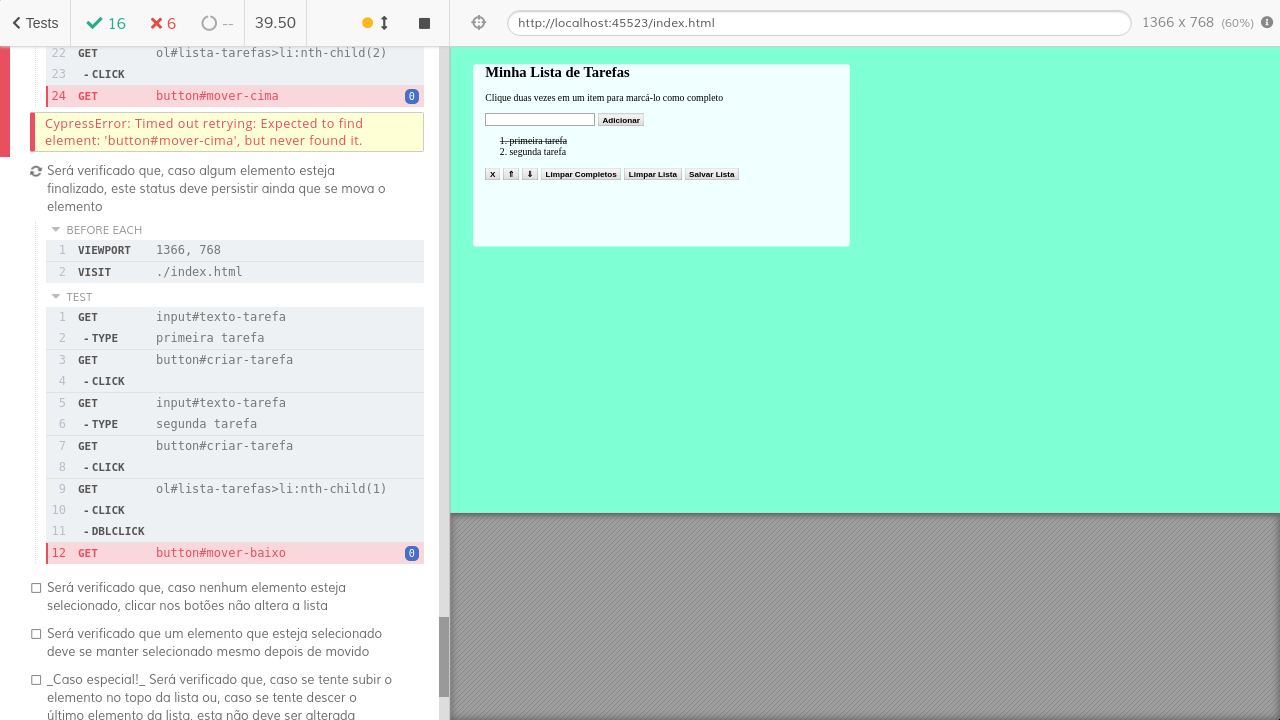 Tests 16 6 -- 39.50
22 GET ol#lista-tarefas>li:nth-child(2)
23 -CLICK
24 GET button#mover-cima 0
CypressError: Timed out retrying: Expected to find
element: 'button#mover-cima', but never found it.
Será verificado que, caso algum elemento esteja
finalizado, este status deve persistir ainda que se mova o
elemento
BEFORE EACH
1 VIEWPORT 1366, 768
2 VISIT ./index.html
TEST
1 GET input#texto-tarefa
2 -TYPE primeira tarefa
3 GET button#criar-tarefa
4 -CLICK
5 GET input#texto-tarefa
6 -TYPE segunda tarefa
7 GET button#criar-tarefa
8 -CLICK
9 GET ol#lista-tarefas>li:nth-child(1)
10 -CLICK
11 -DBLCLICK
12 GET button#mover-baixo 0
Será verificado que, caso nenhum elemento esteja
selecionado, clicar nos botões não altera a lista
Será verificado que um elemento que esteja selecionado
deve se manter selecionado mesmo depois de movido
_Caso especial!_ Será verificado que, caso se tente subir o
elemento no topo da lista ou, caso se tente descer o
último elemento da lista, esta não deve ser alterada
http://localhost:45523/index.html 1366 x 768 (60%)
Minha Lista de Tarefas
Clique duas vezes em um item para marcá-lo como completo
Adicionar
1. primeira tarefa
2. segunda tarefa
X ⇑ ⇓ Limpar Completos Limpar Lista Salvar Lista